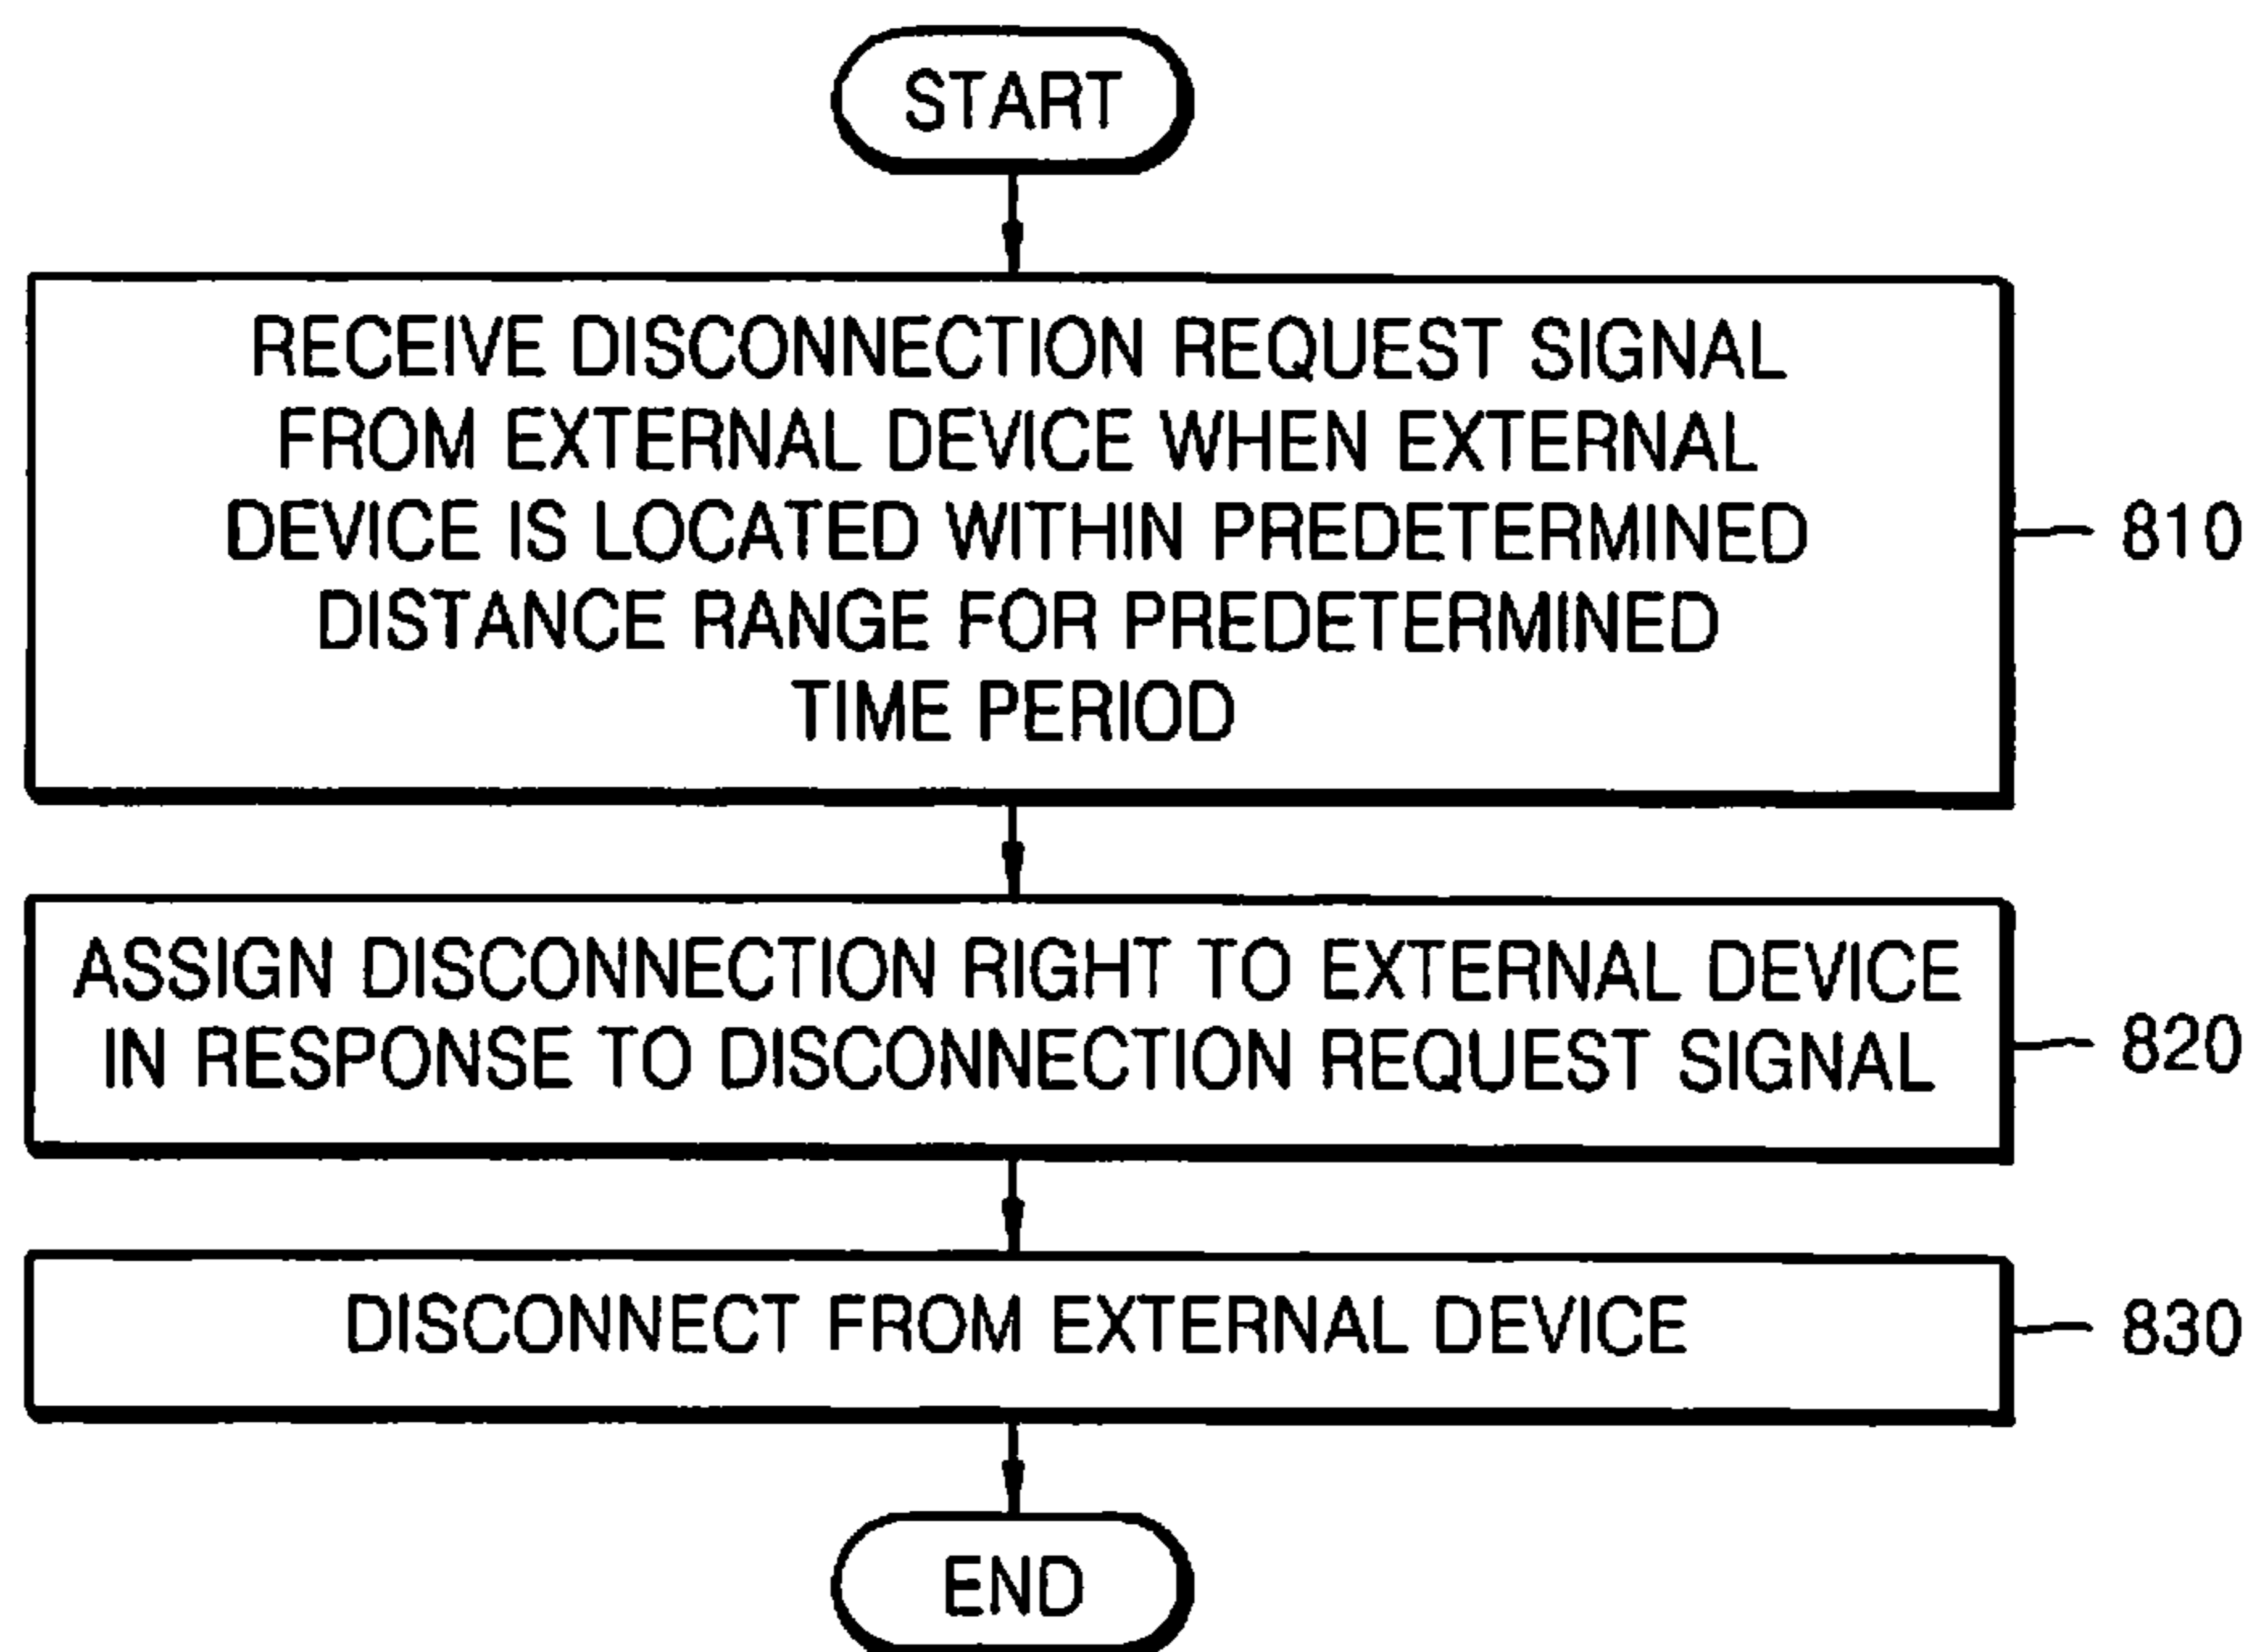 START
RECEIVE DISCONNECTION REQUEST SIGNAL
FROM EXTERNAL DEVICE WHEN EXTERNAL
DEVICE IS LOCATED WITHIN PREDETERMINED
DISTANCE RANGE FOR PREDETERMINED
TIME PERIOD
810
ASSIGN DISCONNECTION RIGHT TO EXTERNAL DEVICE
IN RESPONSE TO DISCONNECTION REQUEST SIGNAL
820
DISCONNECT FROM EXTERNAL DEVICE
830
END